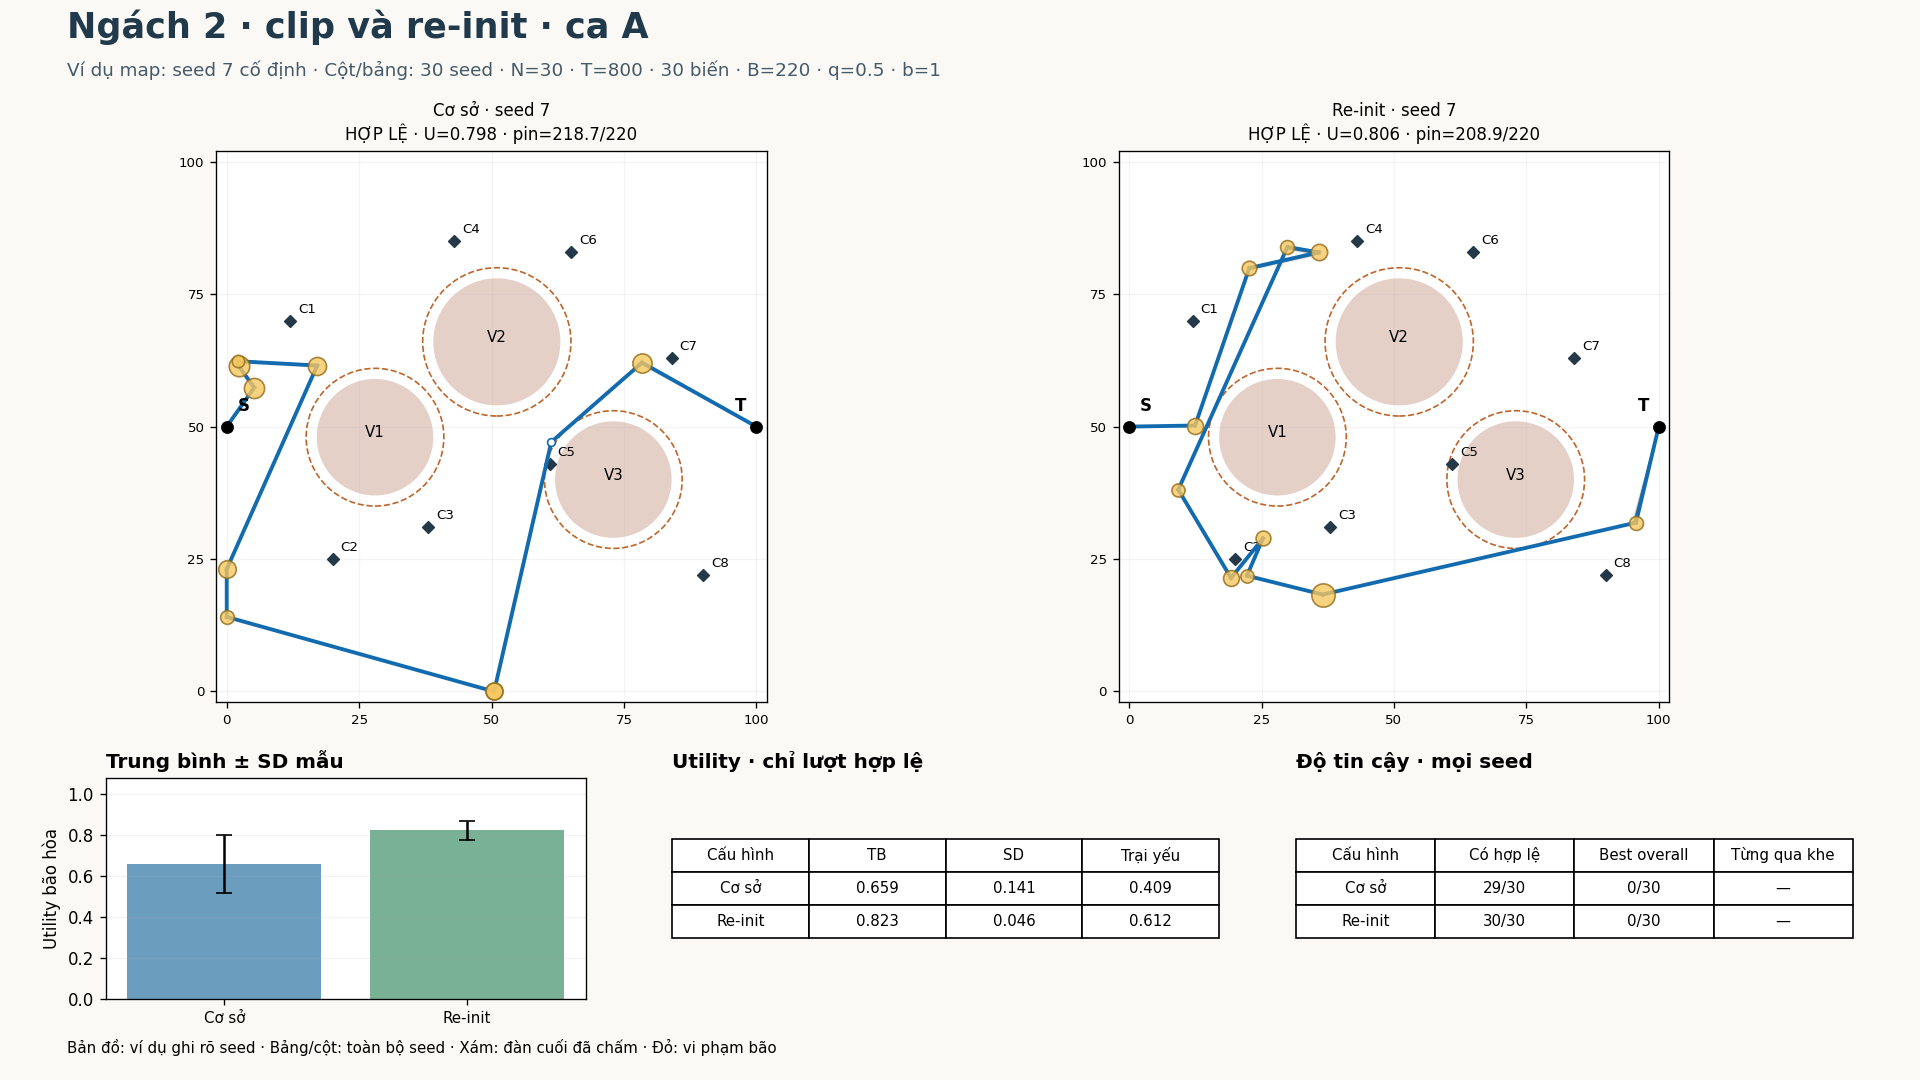 Ngách 2 · clip và re-init · ca A
Ví dụ map: seed 7 cố định · Cột/bảng: 30 seed · N=30 · T=800 · 30 biến · B=220 · q=0.5 · b=1
Cơ sở · seed 7
HỢP LỆ · U=0.798 · pin=218.7/220
100
75
50
25
0
0 25 50 75 100
C4
C6
C1
V2
C7
S
T
V1
C5
V3
C3
C2
C8
Re-init · seed 7
HỢP LỆ · U=0.806 · pin=208.9/220
100
75
50
25
0
0 25 50 75 100
C4
C6
C1
V2
C7
S
T
V1
C5
V3
C3
C2
C8
Trung bình ± SD mẫu
Utility bão hòa
1.0
0.8
0.6
0.4
0.2
0.0
Cơ sở Re-init
Utility · chỉ lượt hợp lệ
Cấu hình TB SD Trại yếu
Cơ sở 0.659 0.141 0.409
Re-init 0.823 0.046 0.612
Độ tin cậy · mọi seed
Cấu hình Có hợp lệ Best overall Từng qua khe
Cơ sở 29/30 0/30 —
Re-init 30/30 0/30 —
Bản đồ: ví dụ ghi rõ seed · Bảng/cột: toàn bộ seed · Xám: đàn cuối đã chấm · Đỏ: vi phạm bão